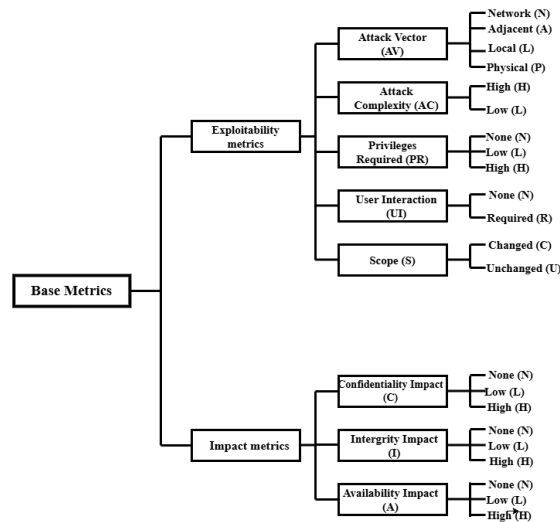 Base Metrics
Exploitability
metrics
Attack Vector
(AV)
Network (N)
Adjacent (A)
Local (L)
Physical (P)
Attack
Complexity (AC)
High (H)
Low (L)
Privileges
Required (PR)
None (N)
Low (L)
High (H)
User Interaction
(UI)
None (N)
Required (R)
Scope (S)
Changed (C)
Unchanged (U)
Impact metrics
Confidentiality Impact
(C)
None (N)
Low (L)
High (H)
Intergrity Impact
(I)
None (N)
Low (L)
High (H)
Availability Impact
(A)
None (N)
Low (L)
High (H)